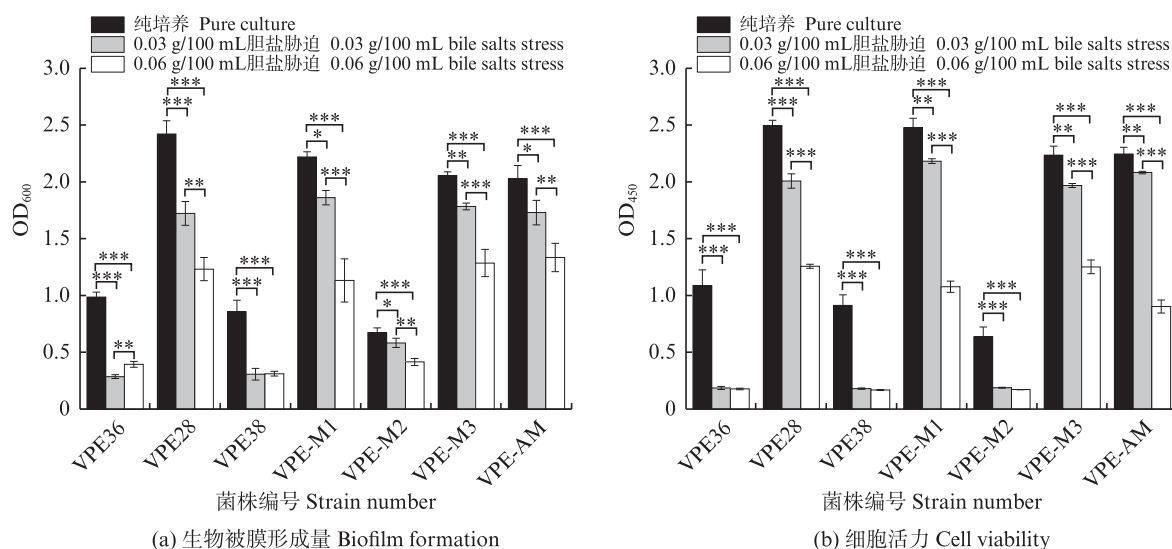 纯培养 Pure culture
0.03 g/100 mL胆盐胁迫 0.03 g/100 mL bile salts stress
0.06 g/100 mL胆盐胁迫 0.06 g/100 mL bile salts stress
3.0
2.5
2.0
1.5
1.0
0.5
0
OD600
*** *** **
*** *** **
*** ***
*** * ***
*** * **
*** ** ***
*** * **
VPE36 VPE28 VPE38 VPE-M1 VPE-M2 VPE-M3 VPE-AM
菌株编号 Strain number
(a) 生物被膜形成量 Biofilm formation
纯培养 Pure culture
0.03 g/100 mL胆盐胁迫 0.03 g/100 mL bile salts stress
0.06 g/100 mL胆盐胁迫 0.06 g/100 mL bile salts stress
3.0
2.5
2.0
1.5
1.0
0.5
0
OD450
*** ***
*** *** ***
*** ***
*** ** ***
*** ***
*** ** ***
*** ** ***
VPE36 VPE28 VPE38 VPE-M1 VPE-M2 VPE-M3 VPE-AM
菌株编号 Strain number
(b) 细胞活力 Cell viability